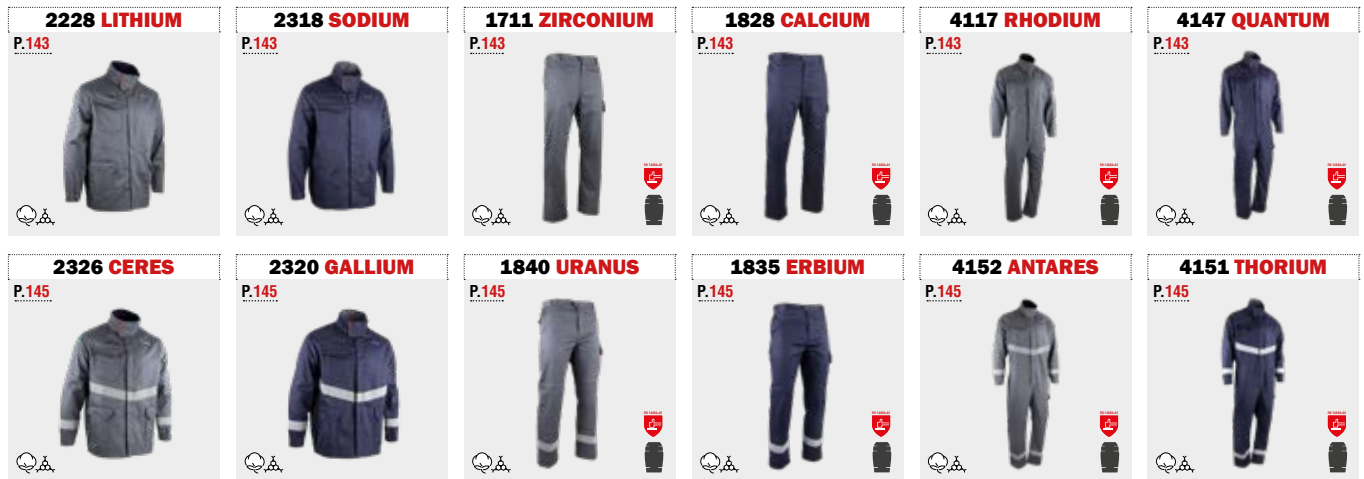 2228 LITHIUM
P.143
2318 SODIUM
P.143
1711 ZIRCONIUM
P.143
1828 CALCIUM
P.143
4117 RHODIUM
P.143
4147 QUANTUM
P.143
2326 CERES
P.145
2320 GALLIUM
P.145
1840 URANUS
P.145
1835 ERBIUM
P.145
4152 ANTARES
P.145
4151 THORIUM
P.145